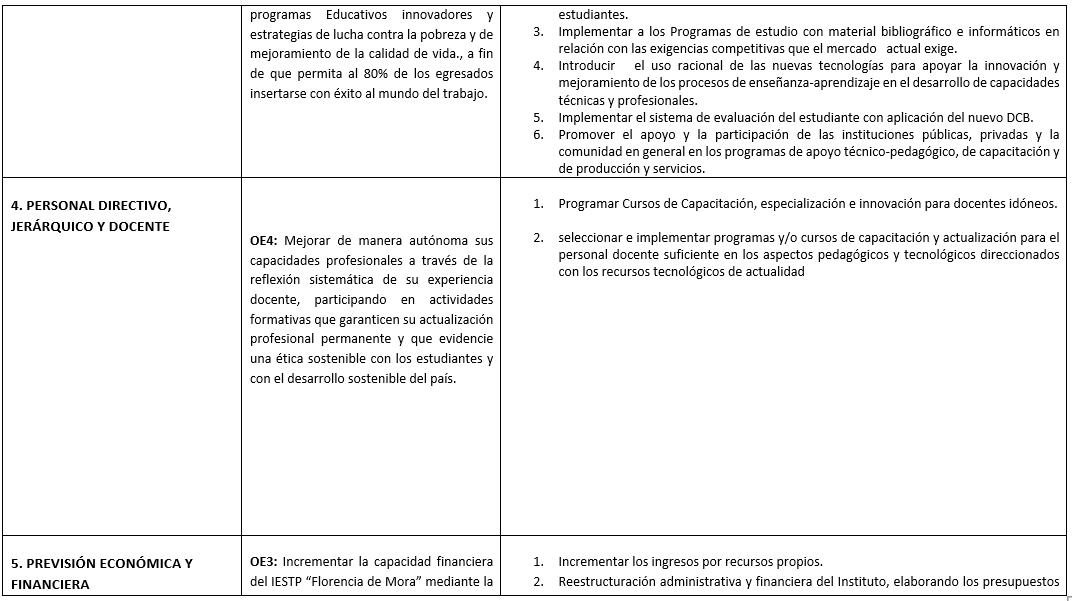 programas Educativos innovadores y
estrategias de lucha contra la pobreza y de
mejoramiento de la calidad de vida., a fin
de que permita al 80% de los egresados
insertarse con éxito al mundo del trabajo.
estudiantes.
3. Implementar a los Programas de estudio con material bibliográfico e informáticos en
relación con las exigencias competitivas que el mercado actual exige.
4. Introducir el uso racional de las nuevas tecnologías para apoyar la innovación y
mejoramiento de los procesos de enseñanza-aprendizaje en el desarrollo de capacidades
técnicas y profesionales.
5. Implementar el sistema de evaluación del estudiante con aplicación del nuevo DCB.
6. Promover el apoyo y la participación de las instituciones públicas, privadas y la
comunidad en general en los programas de apoyo técnico-pedagógico, de capacitación y
de producción y servicios.
4. PERSONAL DIRECTIVO,
JERÁRQUICO Y DOCENTE
OE4: Mejorar de manera autónoma sus
capacidades profesionales a través de la
reflexión sistemática de su experiencia
docente, participando en actividades
formativas que garanticen su actualización
profesional permanente y que evidencie
una ética sostenible con los estudiantes y
con el desarrollo sostenible del país.
1. Programar Cursos de Capacitación, especialización e innovación para docentes idóneos.
2. seleccionar e implementar programas y/o cursos de capacitación y actualización para el
personal docente suficiente en los aspectos pedagógicos y tecnológicos direccionados
con los recursos tecnológicos de actualidad
5. PREVISIÓN ECONÓMICA Y
FINANCIERA
OE3: Incrementar la capacidad financiera
del IESTP “Florencia de Mora” mediante la
1. Incrementar los ingresos por recursos propios.
2. Reestructuración administrativa y financiera del Instituto, elaborando los presupuestos